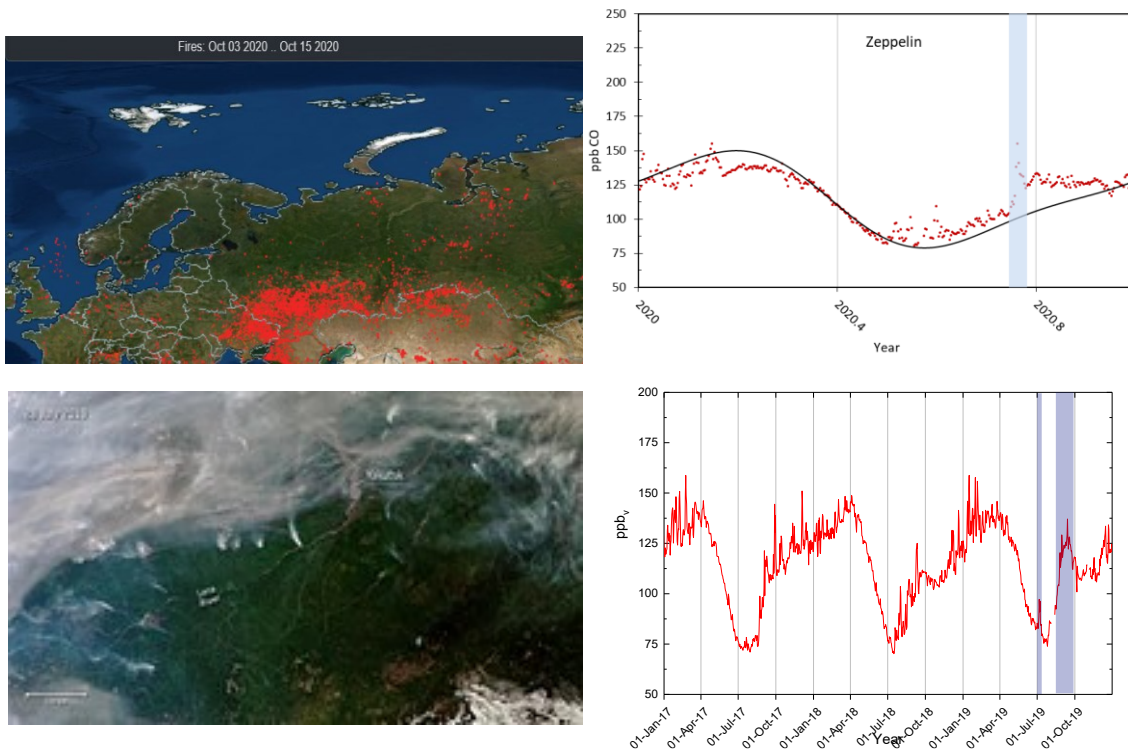 Fires: Oct 03 2020 .. Oct 15 2020
Zeppelin
ppb CO
250
225
200
175
150
125
100
75
50
2020
2020.4
2020.8
Year
ppbv
200
175
150
125
100
75
50
01-Jan-17
01-Apr-17
01-Jul-17
01-Oct-17
01-Jan-18
01-Apr-18
01-Jul-18
01-Oct-18
01-Jan-19
01-Apr-19
01-Jul-19
01-Oct-19
Year